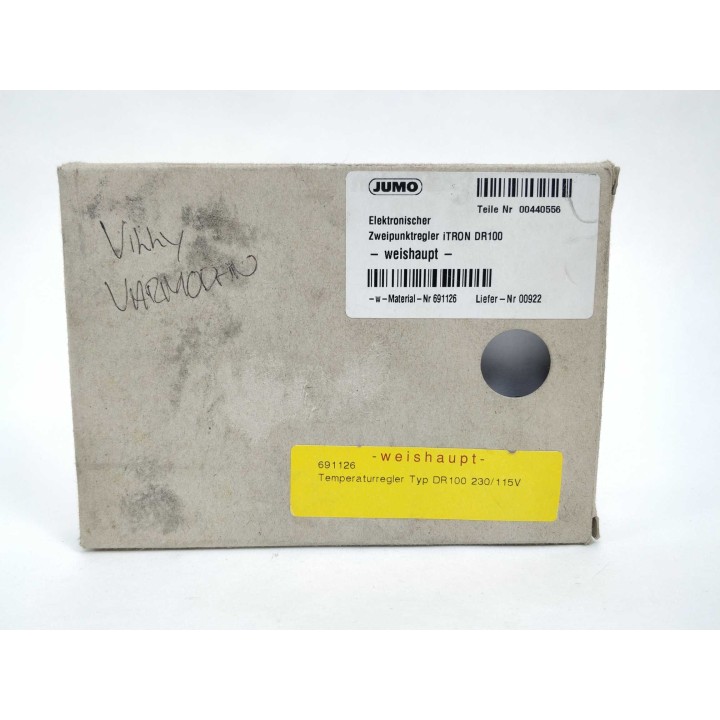 JUMO
Teile Nr 00440556
Elektronischer
Zweipunktregler iTRON DR100
- weishaupt -
-w-Material-Nr 691126 Liefer-Nr 00922
-weishaupt-
691126
Temperaturregler Typ DR100 230/115V